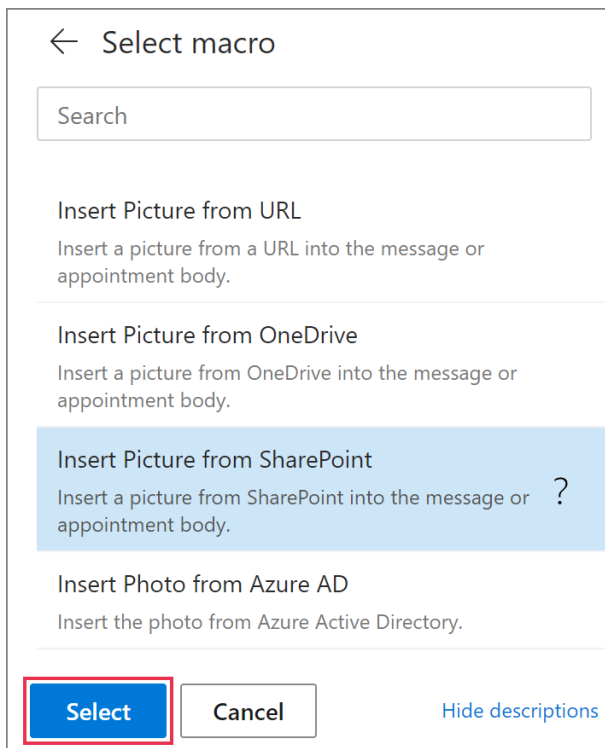 ← Select macro
Search
Insert Picture from URL
Insert a picture from a URL into the message or
appointment body.
Insert Picture from OneDrive
Insert a picture from OneDrive into the message or
appointment body.
Insert Picture from SharePoint
Insert a picture from SharePoint into the message or ?
appointment body.
Insert Photo from Azure AD
Insert the photo from Azure Active Directory.
Select Cancel Hide descriptions